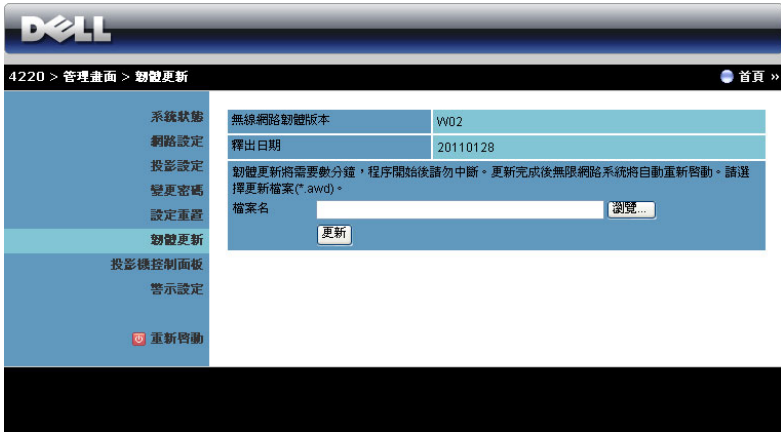 DELL
4220 > 管理畫面 > 韌體更新
首頁 »
系統狀態
網路設定
投影設定
變更密碼
設定重置
韌體更新
投影機控制面板
警示設定
重新啓動
無線網路韌體版本 W02
釋出日期 20110128
韌體更新將需要數分鐘，程序開始後請勿中斷。更新完成後無限網路系統將自動重新啓動。請選
擇更新檔案(*.awd)。
檔案名 瀏覽...
更新